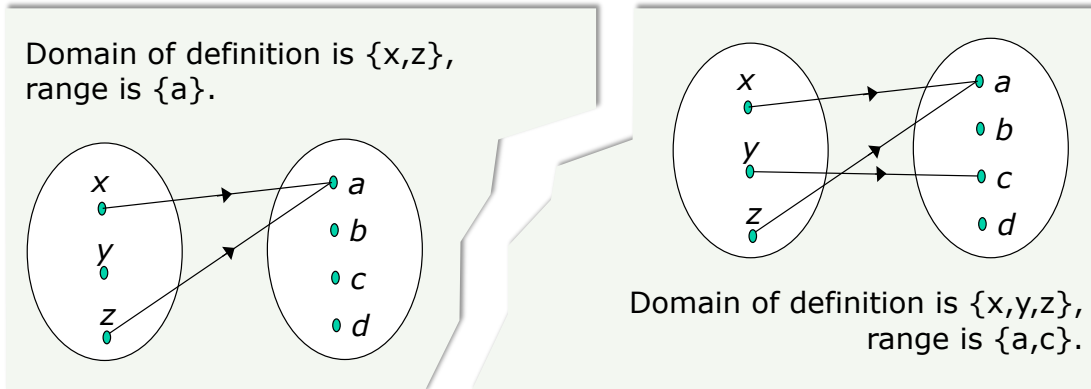 Domain of definition is {x,z},
range is {a}.
x
y
z
a
b
c
d
x
y
z
a
b
c
d
Domain of definition is {x,y,z},
range is {a,c}.